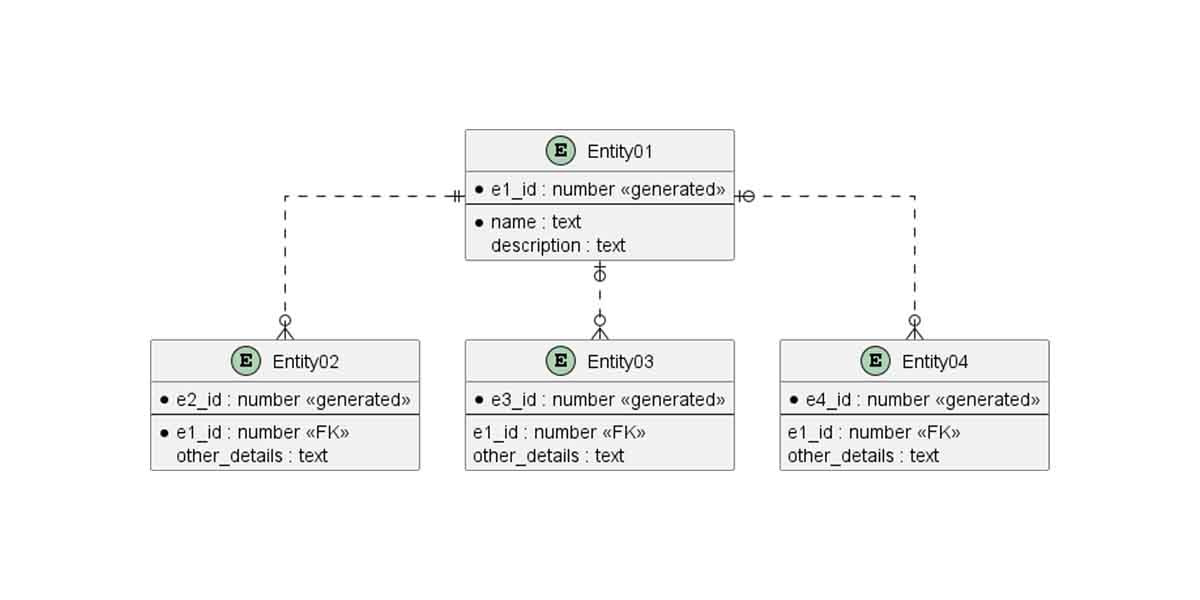 E Entity01
• e1_id : number «generated»
• name : text
description : text
E Entity02
• e2_id : number «generated»
• e1_id : number «FK»
other_details : text
E Entity03
• e3_id : number «generated»
e1_id : number «FK»
other_details : text
E Entity04
• e4_id : number «generated»
e1_id : number «FK»
other_details : text